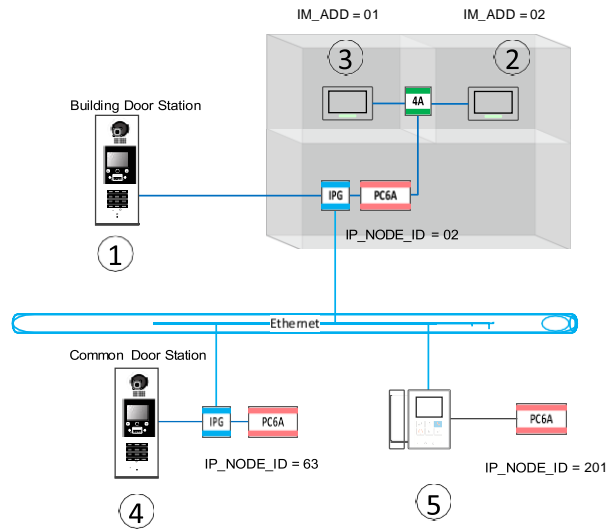 IM_ADD = 01
IM_ADD = 02
3
2
Building Door Station
4A
IPG
PC6A
1
IP_NODE_ID = 02
Ethernet
Common Door Station
IPG
PC6A
PC6A
IP_NODE_ID = 63
IP_NODE_ID = 201
4
5